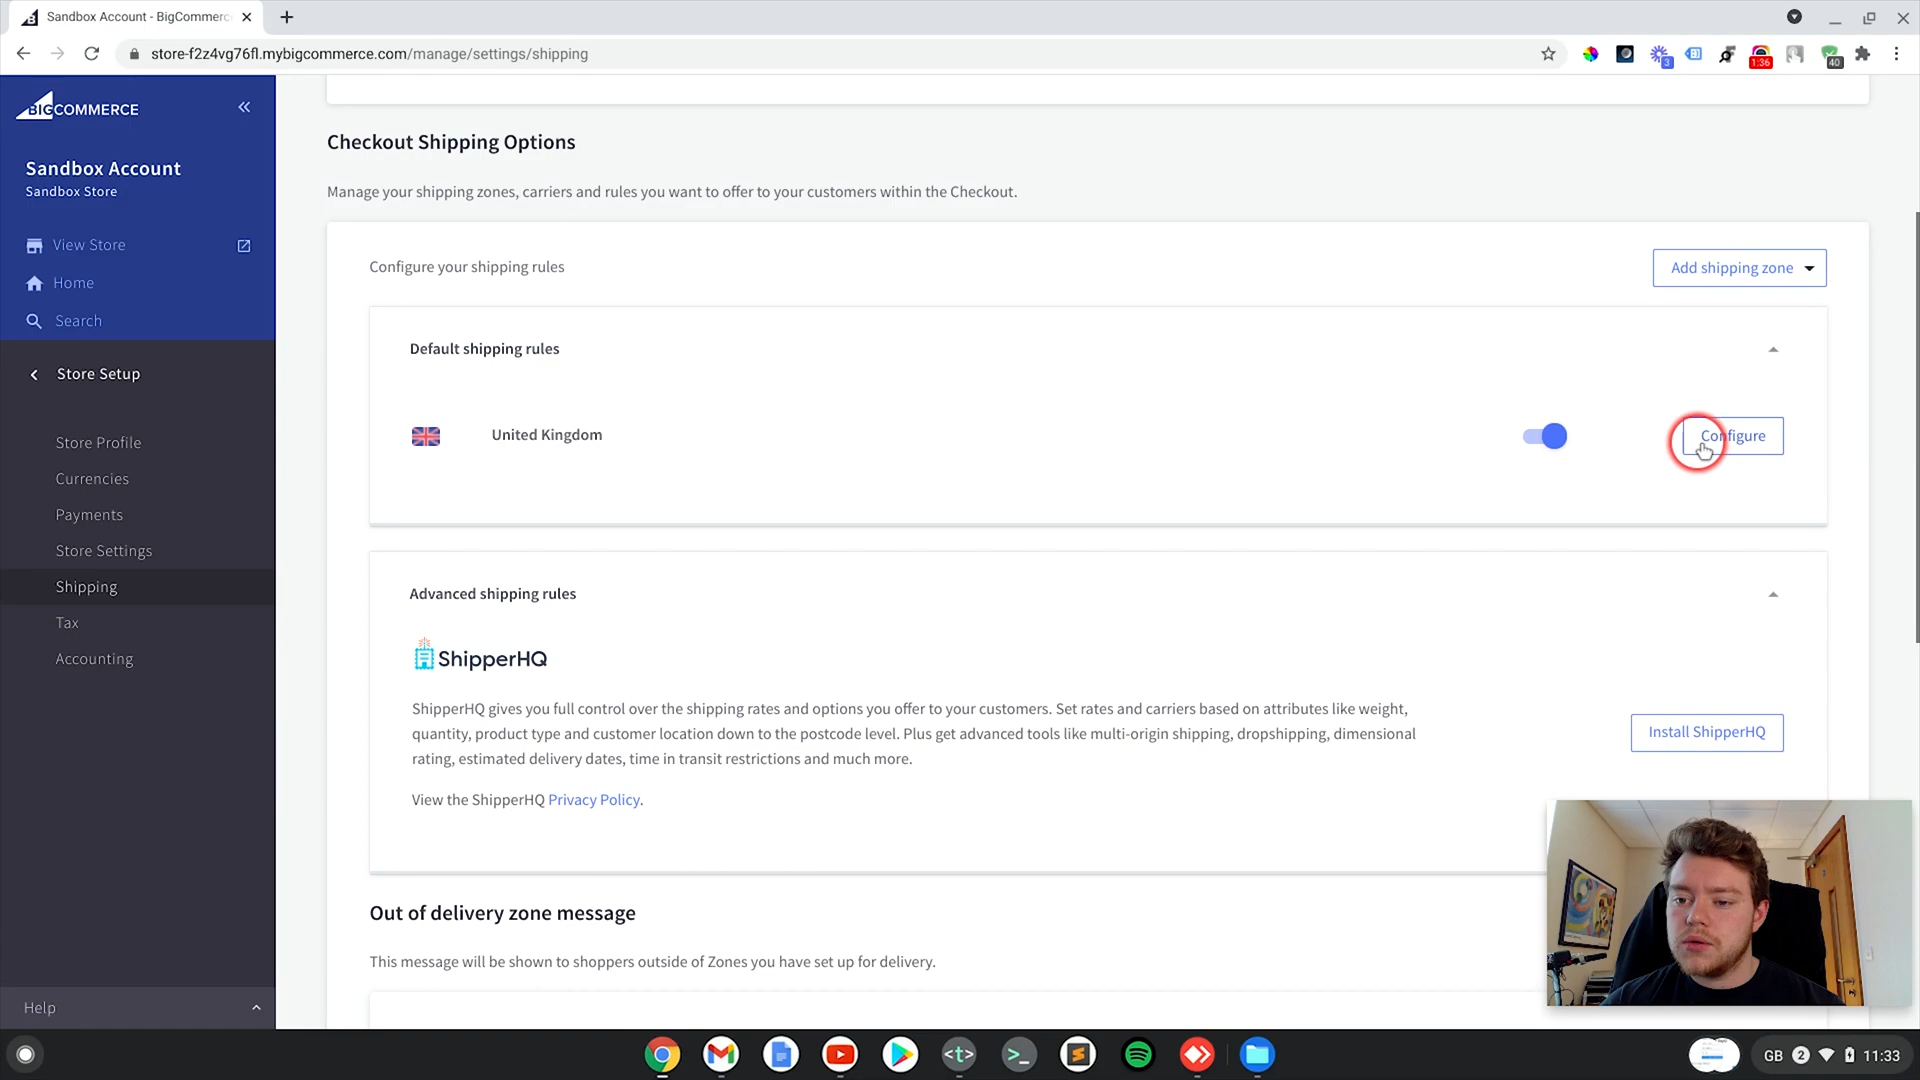 Sandbox Account - BigCommerc
store-f2z4vg76fl.mybigcommerce.com/manage/settings/shipping
3
1:36
40
BIGCOMMERCE
Sandbox Account
Sandbox Store
View Store
Home
Search
Store Setup
Store Profile
Currencies
Payments
Store Settings
Shipping
Tax
Accounting
Help
Checkout Shipping Options
Manage your shipping zones, carriers and rules you want to offer to your customers within the Checkout.
Configure your shipping rules
Add shipping zone
Default shipping rules
United Kingdom
Configure
Advanced shipping rules
ShipperHQ
ShipperHQ gives you full control over the shipping rates and options you offer to your customers. Set rates and carriers based on attributes like weight,
quantity, product type and customer location down to the postcode level. Plus get advanced tools like multi-origin shipping, dropshipping, dimensional
rating, estimated delivery dates, time in transit restrictions and much more.
Install ShipperHQ
View the ShipperHQ Privacy Policy.
Out of delivery zone message
This message will be shown to shoppers outside of Zones you have set up for delivery.
<t>
>_
GB 2 11:33